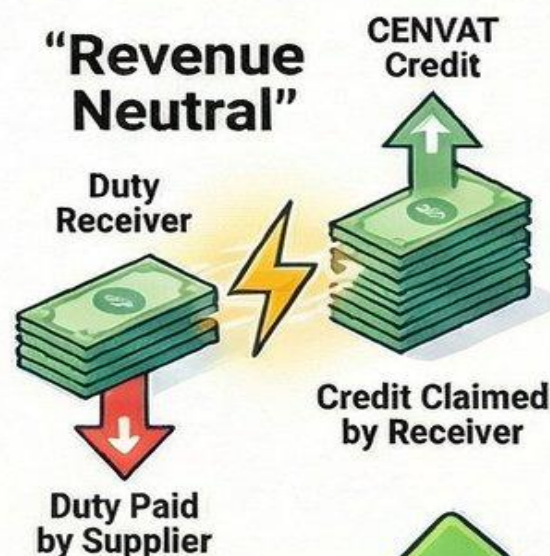 “Revenue
Neutral”
CENVAT
Credit
Duty
Receiver
Credit Claimed
by Receiver
Duty Paid
by Supplier